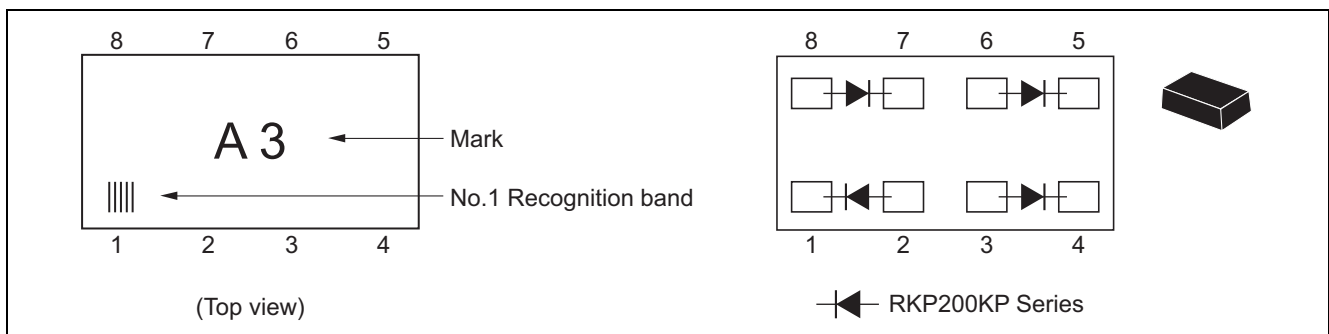 8 7 6 5
A 3
Mark
No.1 Recognition band
1 2 3 4
(Top view)
8 7 6 5
1 2 3 4
RKP200KP Series